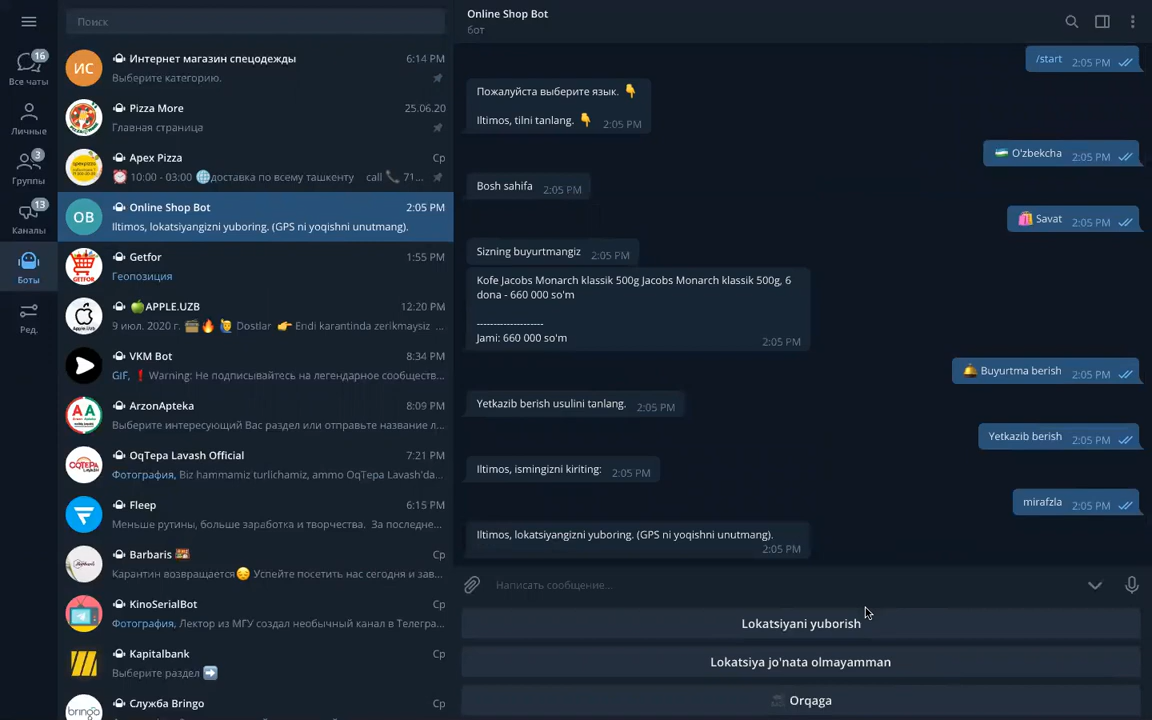 Поиск
16
Все чаты
Личные
3
Группы
13
Каналы
Боты
Ред.
ИС
Интернет магазин спецодежды
6:14 PM
Выберите категорию.
Pizza More
25.06.20
Главная страница
Apex Pizza
Ср
⏰ 10:00 - 03:00 🌐доставка по всему ташкенту call 📞 71...
OB
Online Shop Bot
2:05 PM
Iltimos, lokatsiyangizni yuboring. (GPS ni yoqishni unutmang).
GETFOR
Getfor
1:55 PM
Геопозиция
🍏APPLE.UZB
12:20 PM
9 июл. 2020 г. Dostlar 👉 Endi karantinda zerikmaysiz ...
VKM Bot
8:34 PM
GIF, ❗ Warning: Не подписывайтесь на легендарное сообществ...
AA
ArzonApteka
8:09 PM
Выберите интересующий Вас раздел или отправьте название л...
OQTEPA
OqTepa Lavash Official
7:21 PM
Фотография, Biz hammamiz turlichamiz, ammo OqTepa Lavash'da...
Fleep
6:15 PM
Меньше рутины, больше заработка и творчества. За последне...
Barbaris 🍱
Ср
Карантин возвращается😔 Успейте посетить нас сегодня и зав...
KinoSerialBot
Ср
Фотография, Лектор из МГУ создал необычный канал в Телегра...
Kapitalbank
Ср
Выберите раздел ➡️
bringo
Служба Bringo
Ср
Online Shop Bot
бот
/start 2:05 PM
Пожалуйста выберите язык. 👇
Iltimos, tilni tanlang. 👇 2:05 PM
🇺🇿 O'zbekcha 2:05 PM
Bosh sahifa 2:05 PM
🛍 Savat 2:05 PM
Sizning buyurtmangiz 2:05 PM
Kofe Jacobs Monarch klassik 500g Jacobs Monarch klassik 500g, 6
dona - 660 000 so'm
--------------------
Jami: 660 000 so'm
2:05 PM
🛎 Buyurtma berish 2:05 PM
Yetkazib berish usulini tanlang. 2:05 PM
Yetkazib berish 2:05 PM
Iltimos, ismingizni kiriting: 2:05 PM
mirafzla 2:05 PM
Iltimos, lokatsiyangizni yuboring. (GPS ni yoqishni unutmang).
2:05 PM
Написать сообщение...
Lokatsiyani yuborish
Lokatsiya jo'nata olmayamman
Orqaga